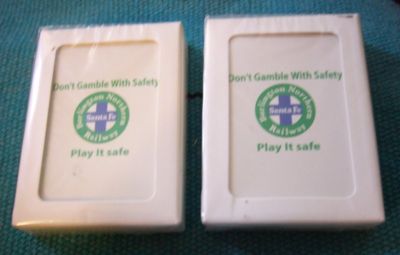 Don't Gamble With Safety
Burlington Northern
Santa Fe
Railway
Play It safe
Don't Gamble With Safety
Burlington Northern
Santa Fe
Railway
Play It safe